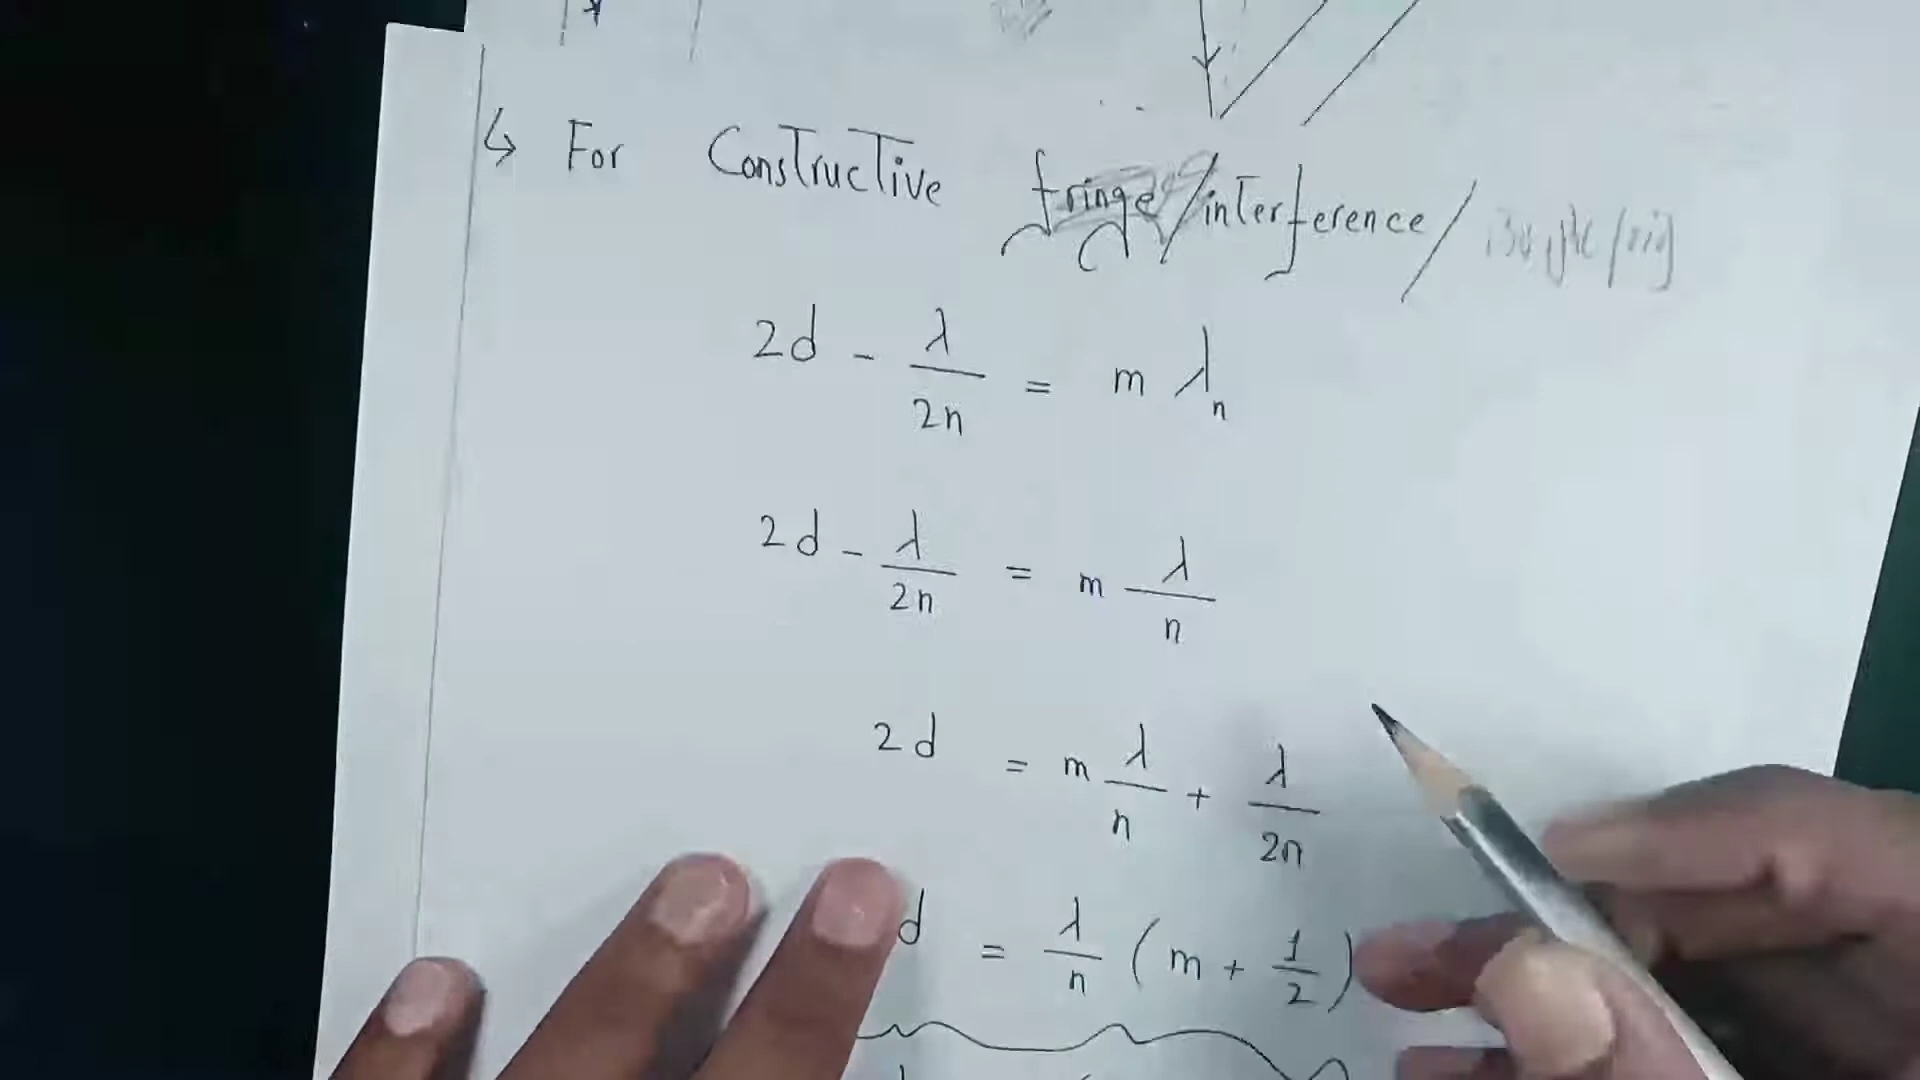 ↳ For Constructive fringe/interference/
2d - λ/2n = m λₙ
2d - λ/2n = m λ/n
2d = m λ/n + λ/2n
d = λ/n (m + 1/2)